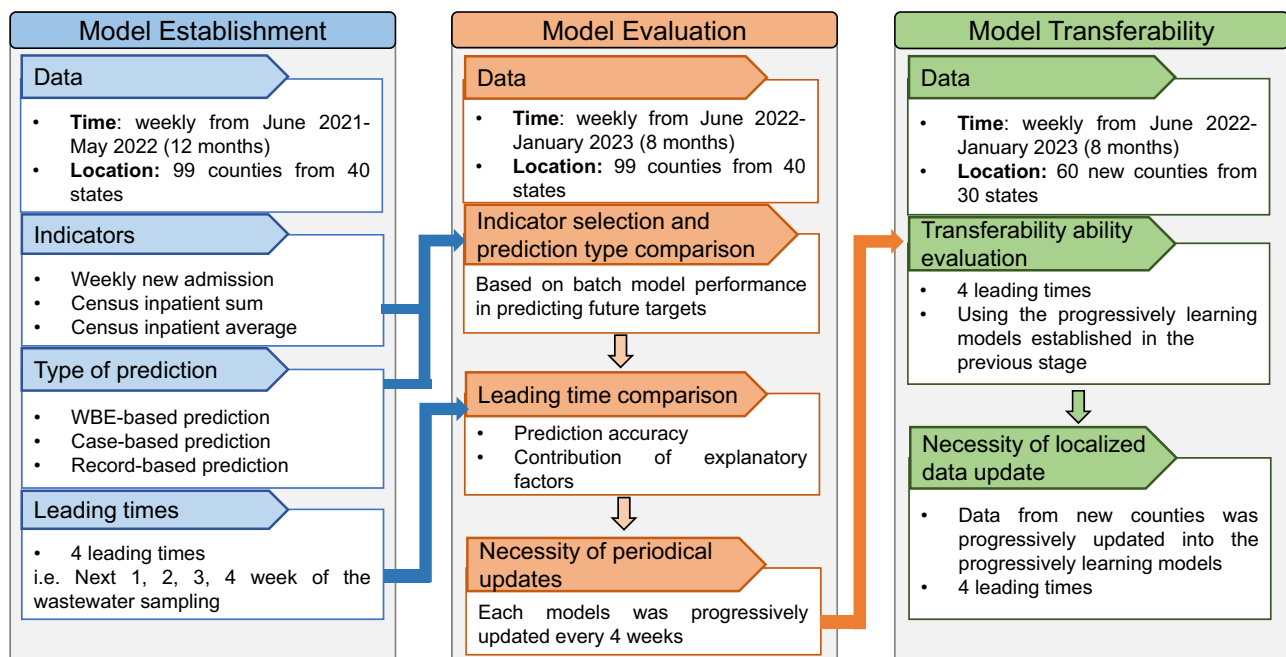 Model Establishment
Data
• Time: weekly from June 2021-
May 2022 (12 months)
• Location: 99 counties from 40
states
Indicators
• Weekly new admission
• Census inpatient sum
• Census inpatient average
Type of prediction
• WBE-based prediction
• Case-based prediction
• Record-based prediction
Leading times
• 4 leading times
i.e. Next 1, 2, 3, 4 week of the
wastewater sampling
Model Evaluation
Data
• Time: weekly from June 2022-
January 2023 (8 months)
• Location: 99 counties from 40
states
Indicator selection and
prediction type comparison
Based on batch model performance
in predicting future targets
Leading time comparison
• Prediction accuracy
• Contribution of explanatory
factors
Necessity of periodical
updates
Each models was progressively
updated every 4 weeks
Model Transferability
Data
• Time: weekly from June 2022-
January 2023 (8 months)
• Location: 60 new counties from
30 states
Transferability ability
evaluation
• 4 leading times
• Using the progressively learning
models established in the
previous stage
Necessity of localized
data update
• Data from new counties was
progressively updated into the
progressively learning models
• 4 leading times